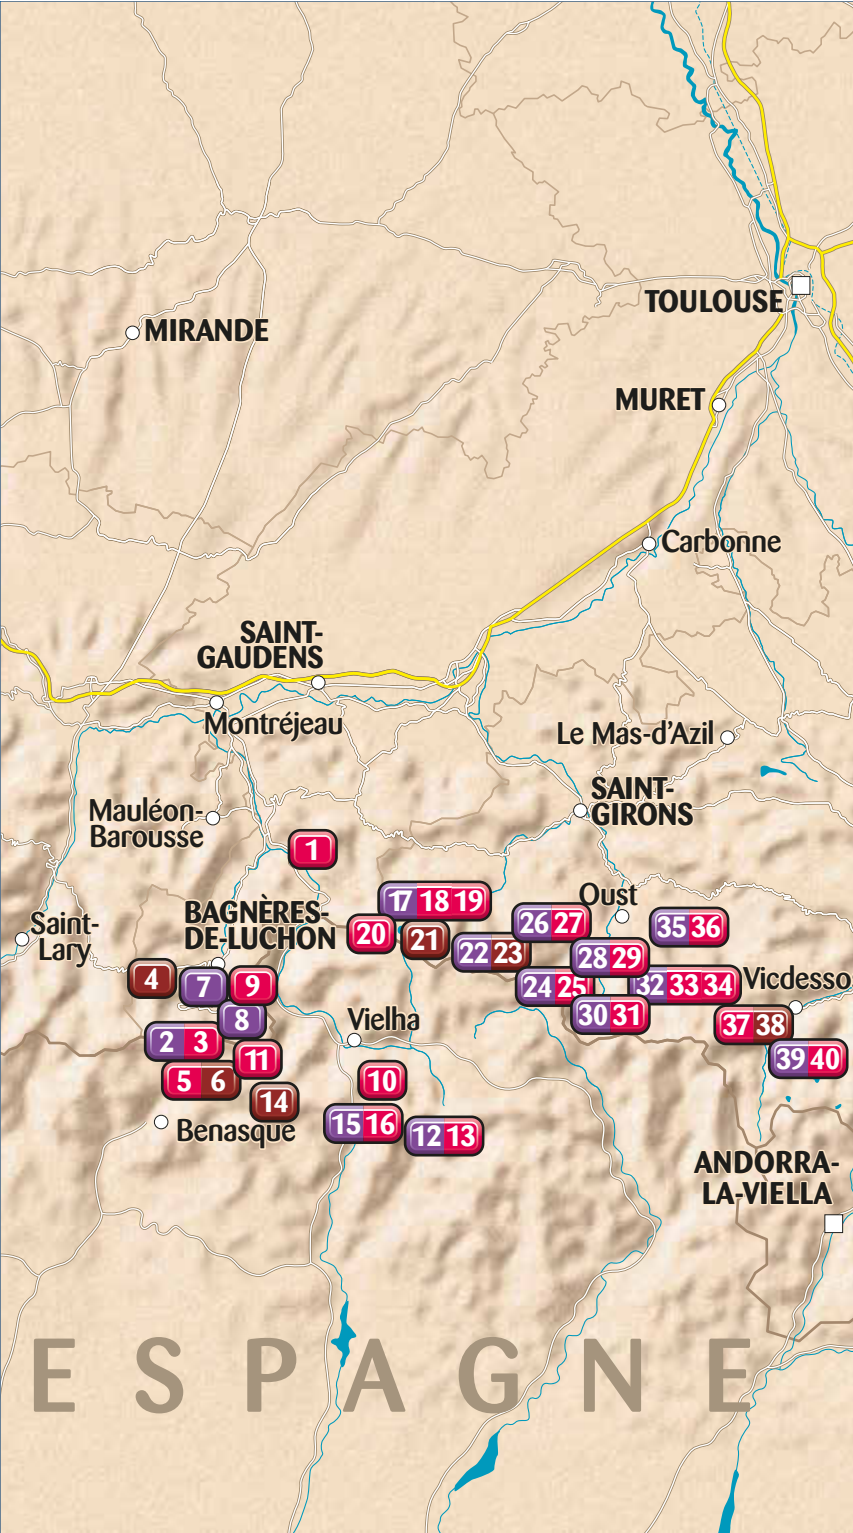 TOULOUSE
MIRANDE
MURET
Carbonne
SAINT-
GAUDENS
Montréjeau
Le Mas-d'Azil
SAINT-
GIRONS
Mauléon-
Barousse
1
Oust
17 18 19
BAGNÈRES-
DE-LUCHON
Saint-
Lary
20
21
26 27
35 36
22 23
28 29
4
7
9
24 25
32 33 34
Vicdesso
8
Vielha
30 31
37 38
2 3
11
39 40
5 6
10
14
Benasque
15 16
12 13
ANDORRA-
LA-VIELLA
ESPAGNE